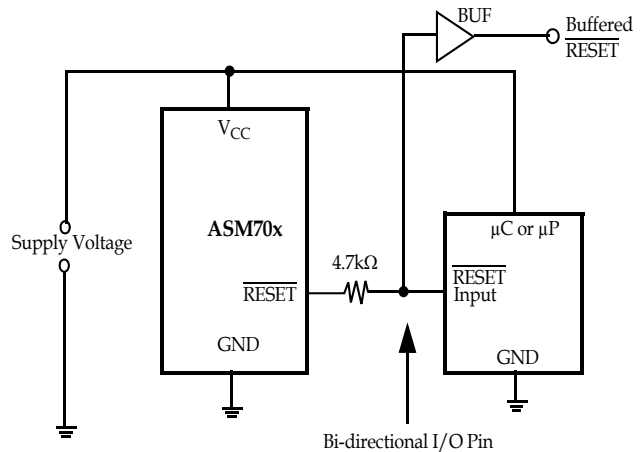 BUF
Buffered
RESET
V_CC
ASM70x
µC or µP
Supply Voltage
4.7kΩ
RESET
RESET
Input
GND
GND
Bi-directional I/O Pin